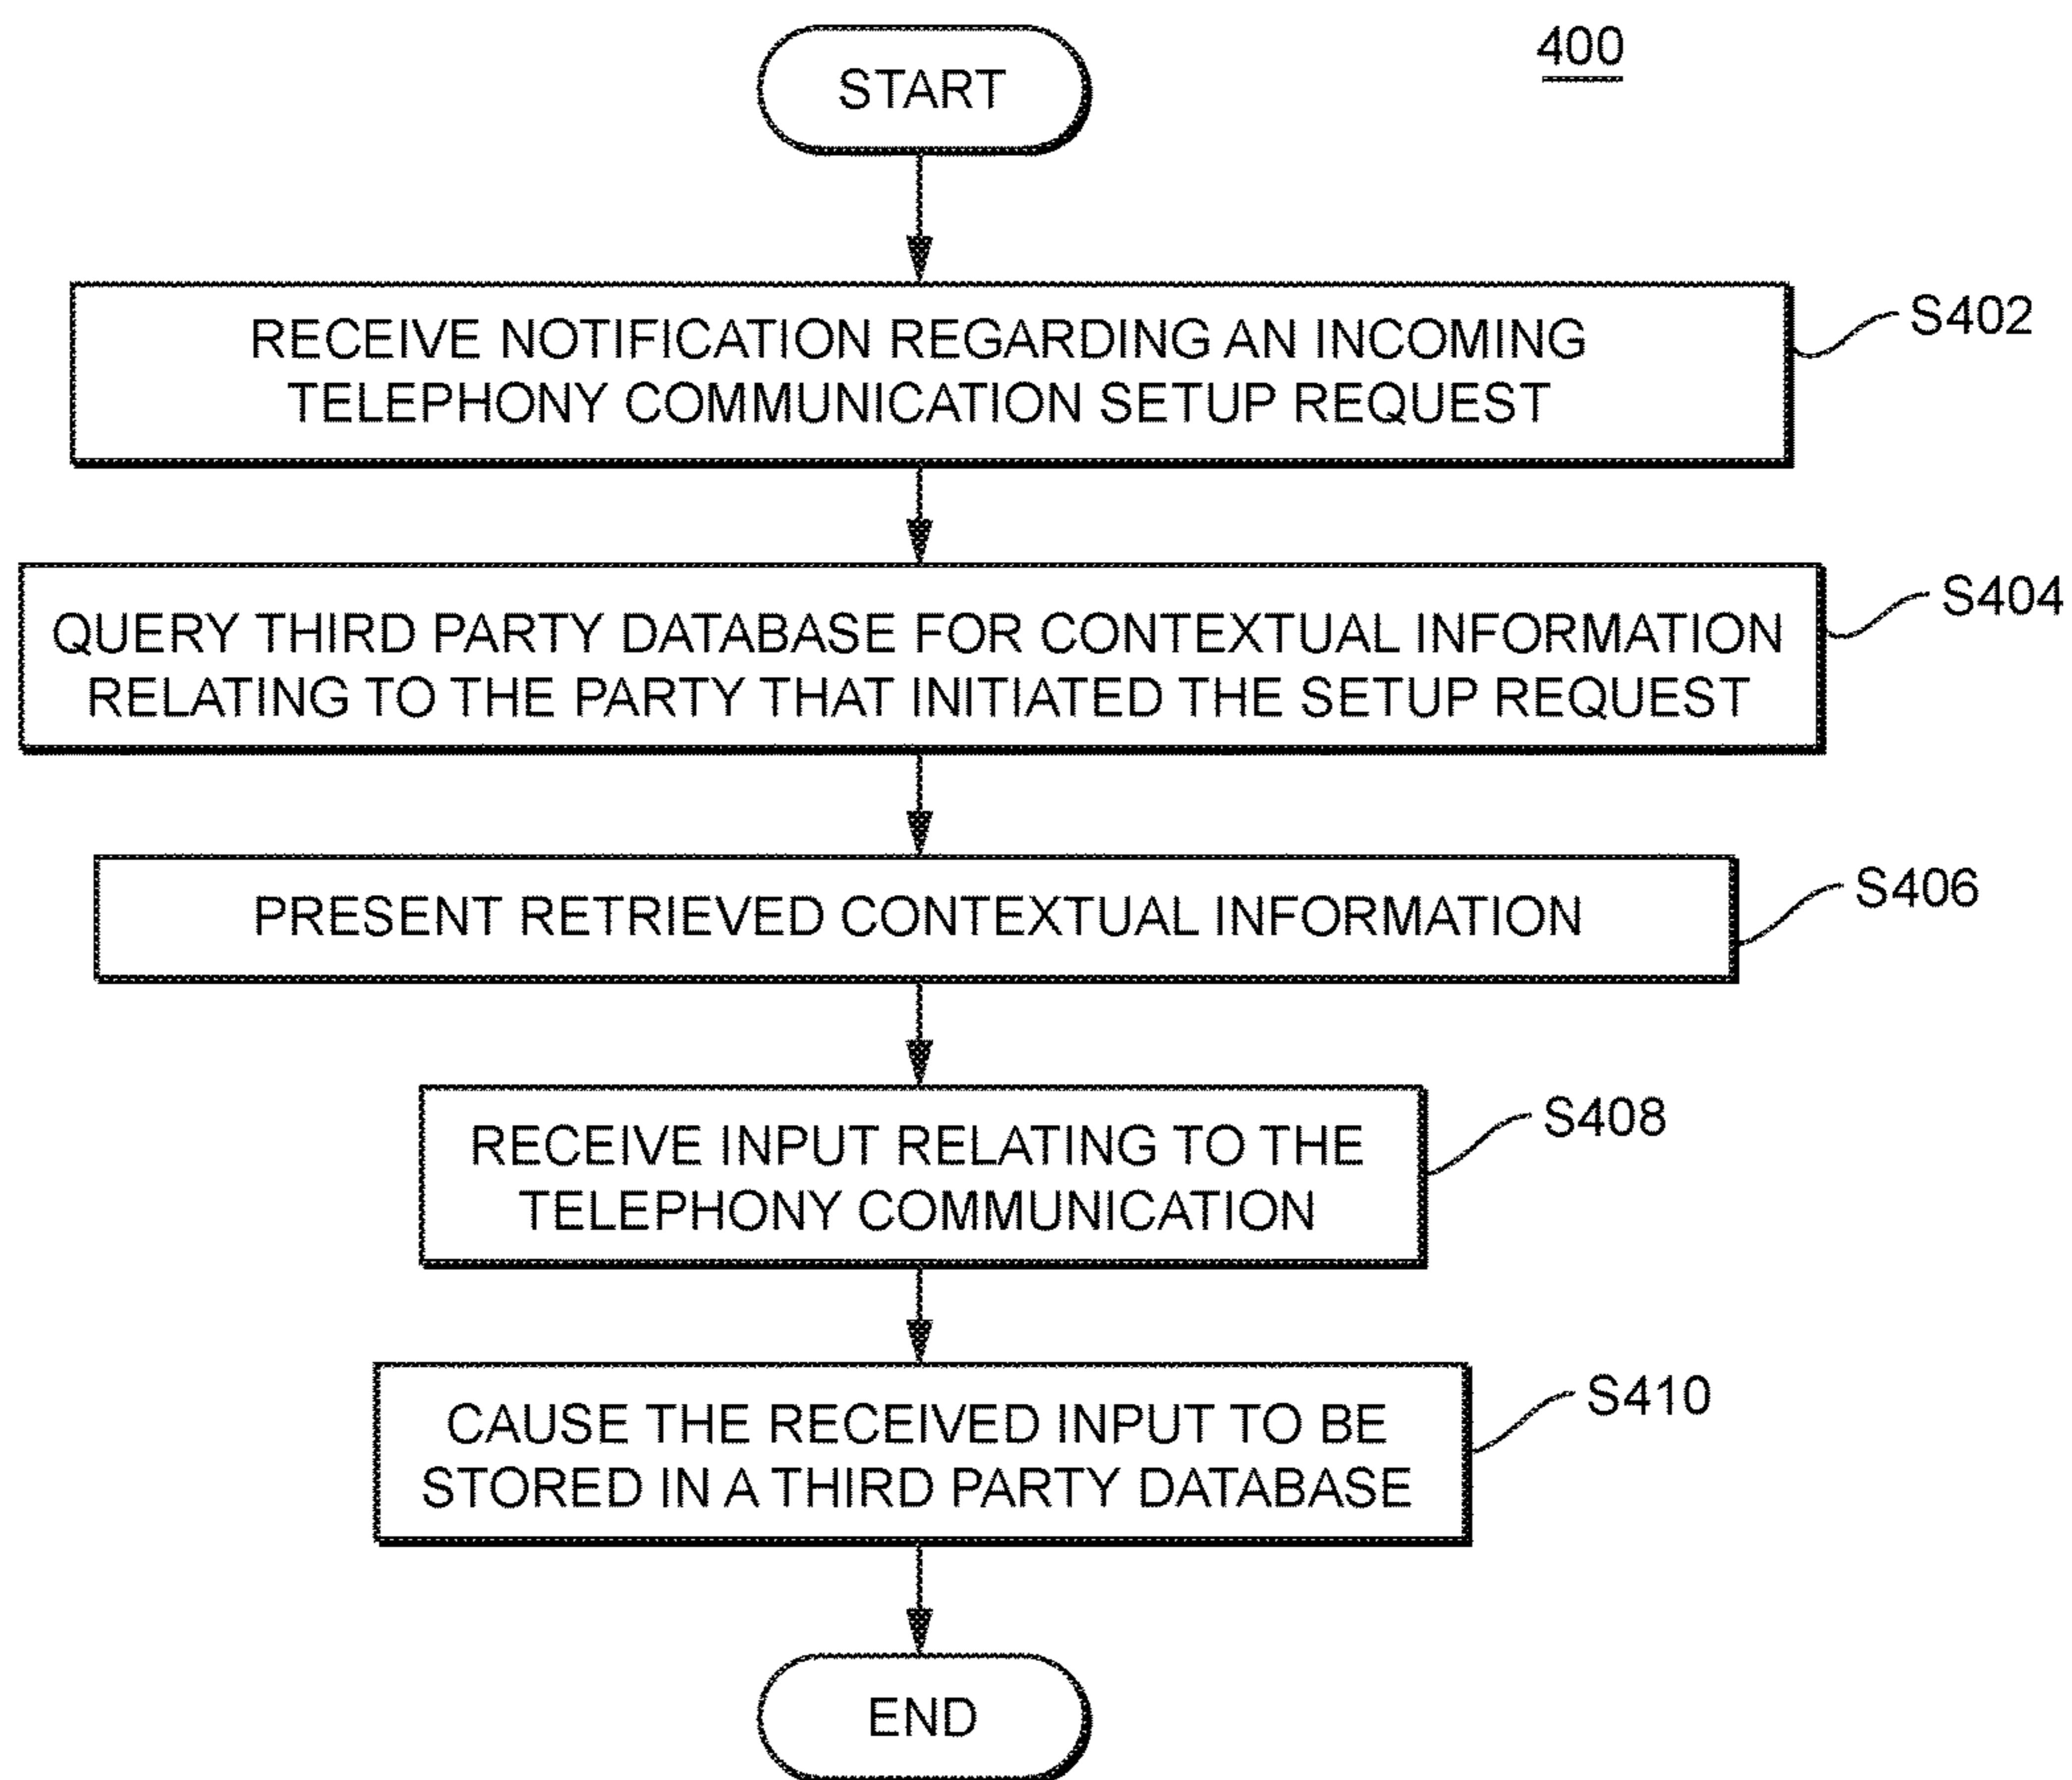 400
START
RECEIVE NOTIFICATION REGARDING AN INCOMING
TELEPHONY COMMUNICATION SETUP REQUEST
S402
QUERY THIRD PARTY DATABASE FOR CONTEXTUAL INFORMATION
RELATING TO THE PARTY THAT INITIATED THE SETUP REQUEST
S404
PRESENT RETRIEVED CONTEXTUAL INFORMATION
S406
RECEIVE INPUT RELATING TO THE
TELEPHONY COMMUNICATION
S408
CAUSE THE RECEIVED INPUT TO BE
STORED IN A THIRD PARTY DATABASE
S410
END